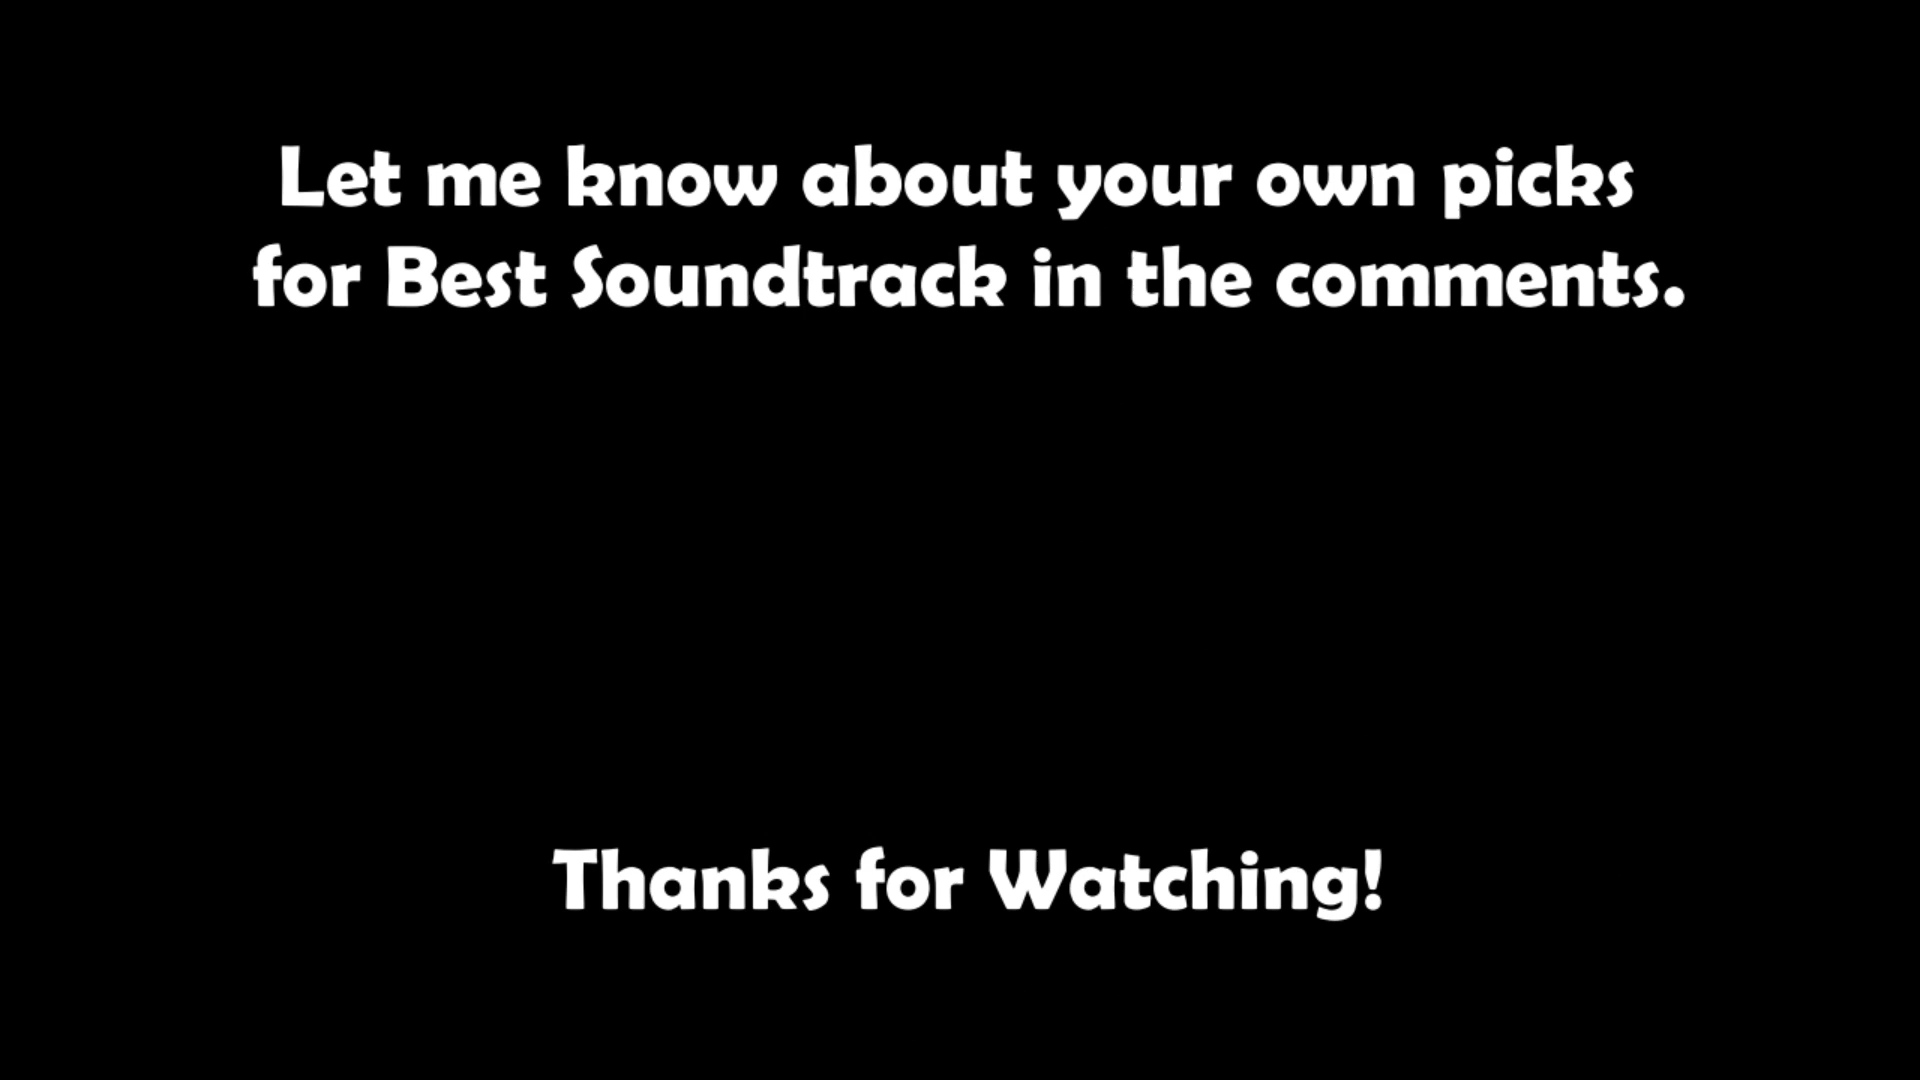 Let me know about your own picks
for Best Soundtrack in the comments.
Thanks for Watching!